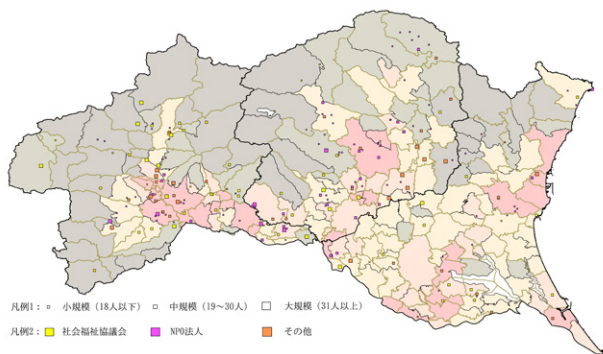 凡例1： 小規模（18人以下） 中規模（19～30人） 大規模（31人以上）
凡例2： 社会福祉協議会 NPO法人 その他